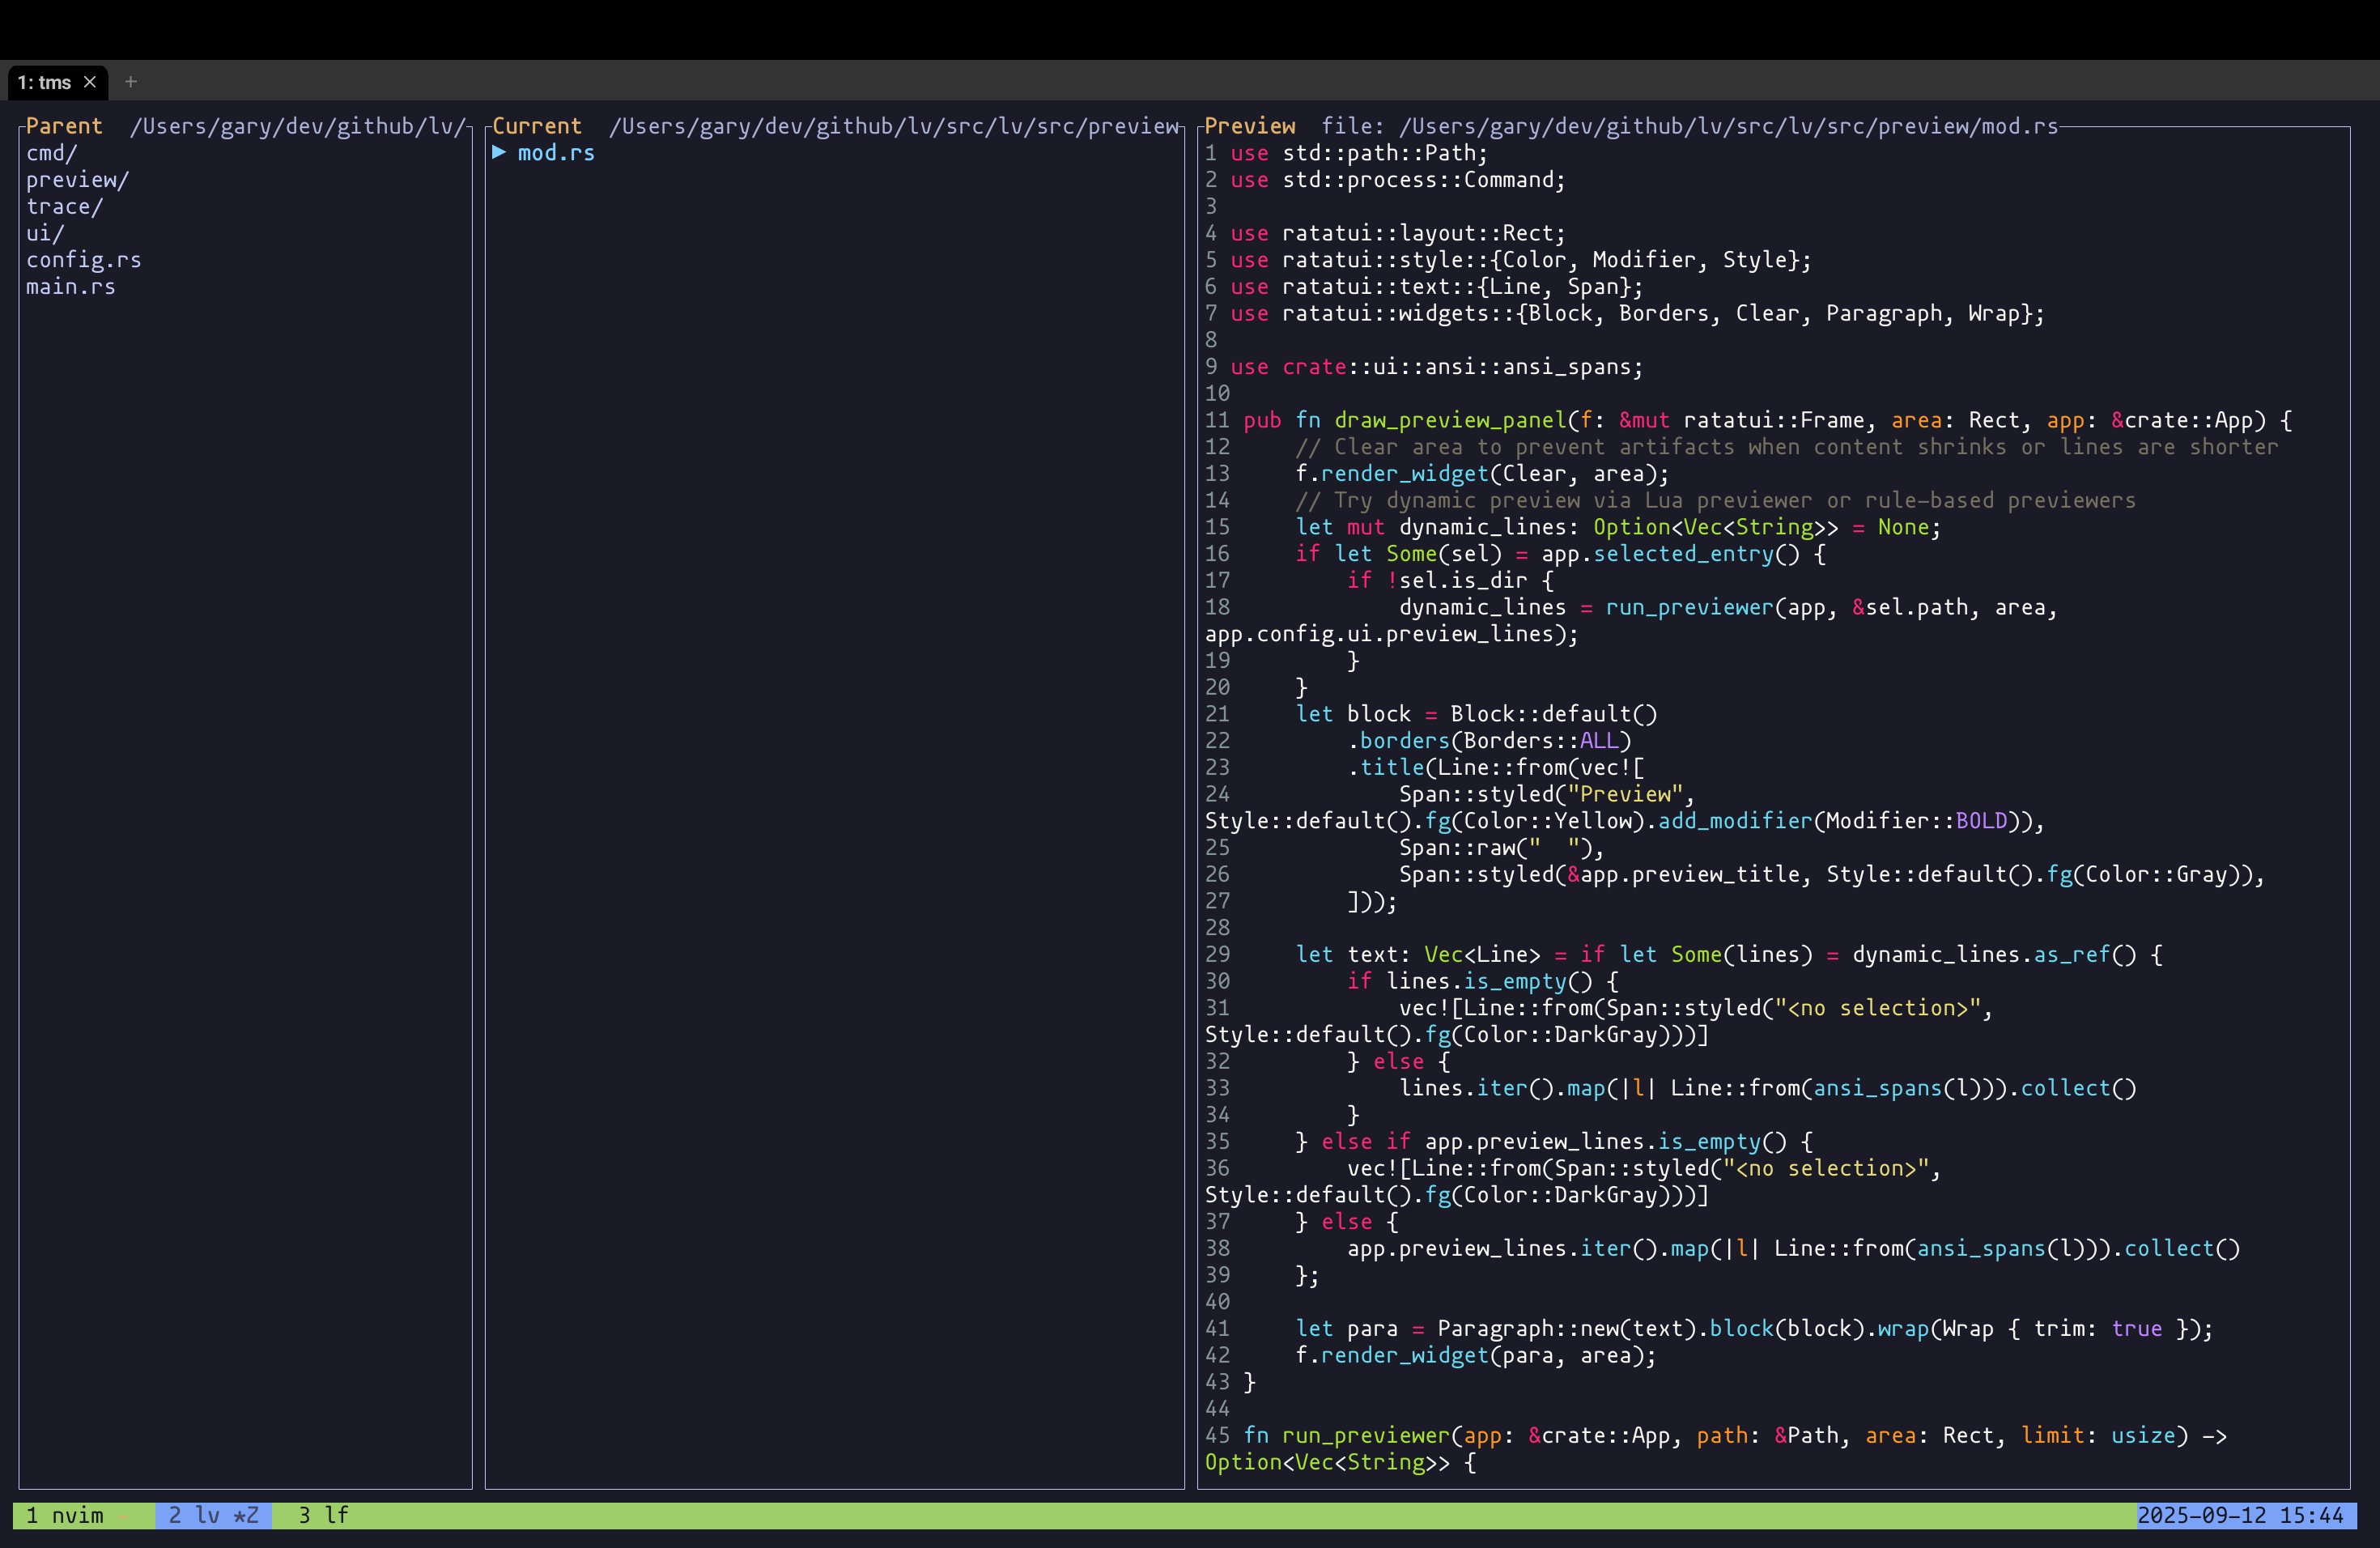 1: tms × +
Parent /Users/gary/dev/github/lv/
cmd/
preview/
trace/
ui/
config.rs
main.rs
Current /Users/gary/dev/github/lv/src/lv/src/preview
▶ mod.rs
Preview file: /Users/gary/dev/github/lv/src/lv/src/preview/mod.rs
1 use std::path::Path;
2 use std::process::Command;
3
4 use ratatui::layout::Rect;
5 use ratatui::style::{Color, Modifier, Style};
6 use ratatui::text::{Line, Span};
7 use ratatui::widgets::{Block, Borders, Clear, Paragraph, Wrap};
8
9 use crate::ui::ansi::ansi_spans;
10
11 pub fn draw_preview_panel(f: &mut ratatui::Frame, area: Rect, app: &crate::App) {
12     // Clear area to prevent artifacts when content shrinks or lines are shorter
13     f.render_widget(Clear, area);
14     // Try dynamic preview via Lua previewer or rule-based previewers
15     let mut dynamic_lines: Option<Vec<String>> = None;
16     if let Some(sel) = app.selected_entry() {
17         if !sel.is_dir {
18             dynamic_lines = run_previewer(app, &sel.path, area,
app.config.ui.preview_lines);
19         }
20     }
21     let block = Block::default()
22         .borders(Borders::ALL)
23         .title(Line::from(vec![
24             Span::styled("Preview",
Style::default().fg(Color::Yellow).add_modifier(Modifier::BOLD)),
25             Span::raw("  "),
26             Span::styled(&app.preview_title, Style::default().fg(Color::Gray)),
27         ]));
28
29     let text: Vec<Line> = if let Some(lines) = dynamic_lines.as_ref() {
30         if lines.is_empty() {
31             vec![Line::from(Span::styled("<no selection>",
Style::default().fg(Color::DarkGray)))]
32         } else {
33             lines.iter().map(|l| Line::from(ansi_spans(l))).collect()
34         }
35     } else if app.preview_lines.is_empty() {
36         vec![Line::from(Span::styled("<no selection>",
Style::default().fg(Color::DarkGray)))]
37     } else {
38         app.preview_lines.iter().map(|l| Line::from(ansi_spans(l))).collect()
39     };
40
41     let para = Paragraph::new(text).block(block).wrap(Wrap { trim: true });
42     f.render_widget(para, area);
43 }
44
45 fn run_previewer(app: &crate::App, path: &Path, area: Rect, limit: usize) ->
Option<Vec<String>> {
1 nvim - 2 lv *Z 3 lf 2025-09-12 15:44